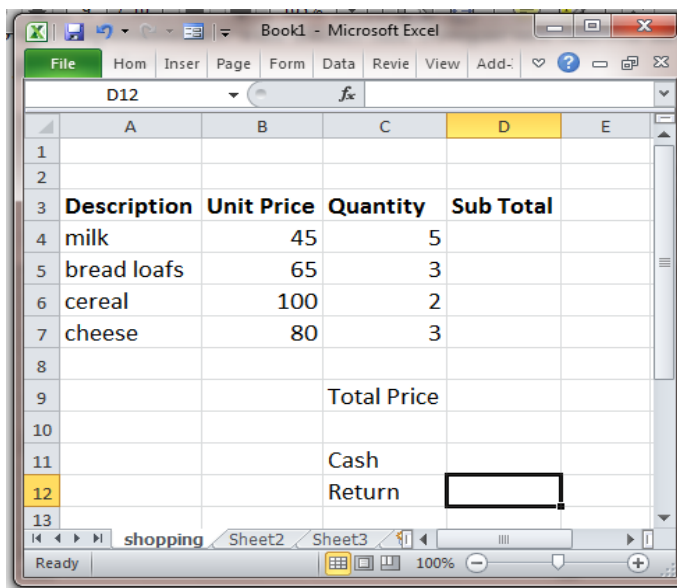 Book1 - Microsoft Excel
File Hom Inser Page Form Data Revie View Add-
D12 fx
A B C D E
1
2
3 Description Unit Price Quantity Sub Total
4 milk 45 5
5 bread loafs 65 3
6 cereal 100 2
7 cheese 80 3
8
9 Total Price
10
11 Cash
12 Return
13
shopping Sheet2 Sheet3
Ready 100%